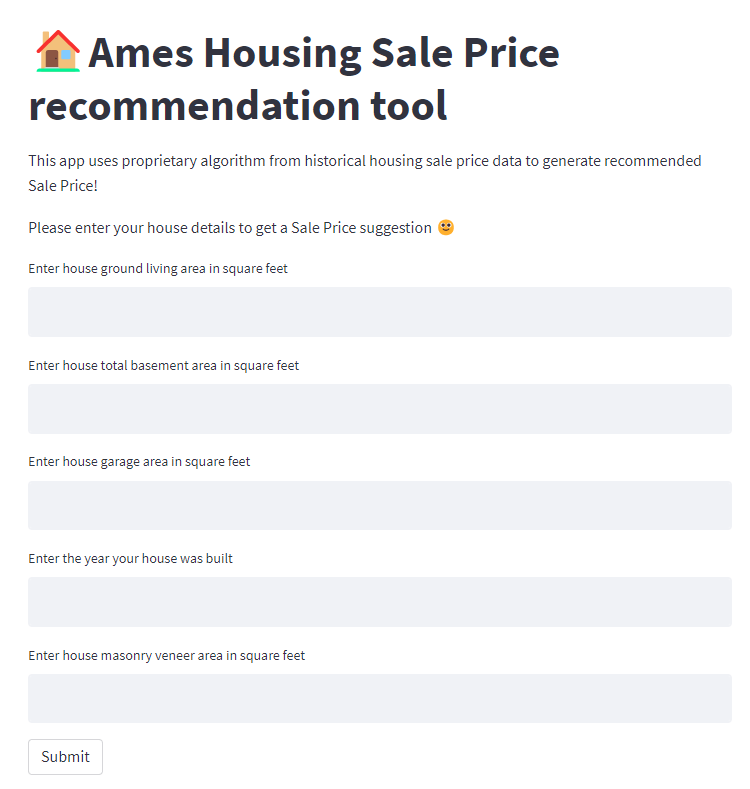 Ames Housing Sale Price
recommendation tool
This app uses proprietary algorithm from historical housing sale price data to generate recommended
Sale Price!
Please enter your house details to get a Sale Price suggestion
Enter house ground living area in square feet
Enter house total basement area in square feet
Enter house garage area in square feet
Enter the year your house was built
Enter house masonry veneer area in square feet
Submit